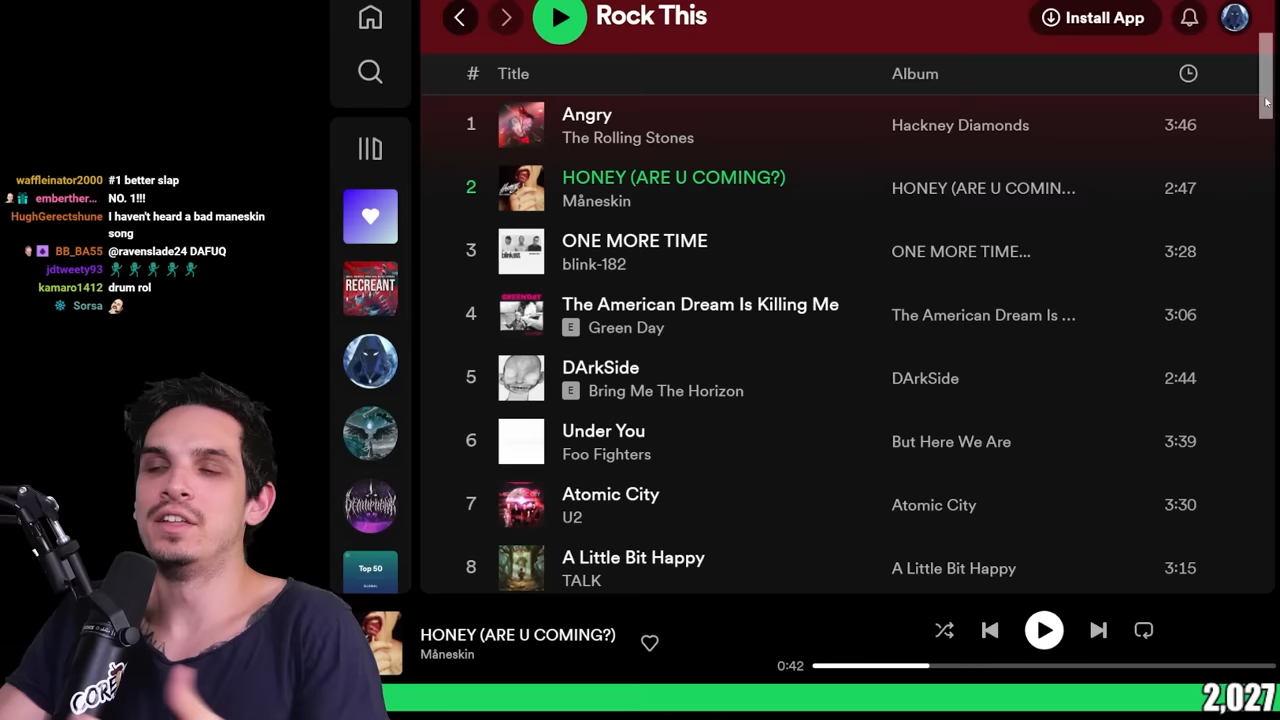 Rock This
Install App
# Title Album
1 Angry Hackney Diamonds 3:46
The Rolling Stones
2 HONEY (ARE U COMING?) HONEY (ARE U COMIN... 2:47
Måneskin
3 ONE MORE TIME ONE MORE TIME... 3:28
blink-182
4 The American Dream Is Killing Me The American Dream Is ... 3:06
E Green Day
5 DArkSide DArkSide 2:44
E Bring Me The Horizon
6 Under You But Here We Are 3:39
Foo Fighters
7 Atomic City Atomic City 3:30
U2
8 A Little Bit Happy A Little Bit Happy 3:15
TALK
waffleinator2000 #1 better slap
emberther... NO. 1!!!
HughGerectshune I haven't heard a bad maneskin
song
BB_BA55 @ravenslade24 DAFUQ
jdtweety93
kamaro1412 drum rol
Sorsa
RECREANT
Top 50
HONEY (ARE U COMING?)
Måneskin
0:42
CORE
2,027